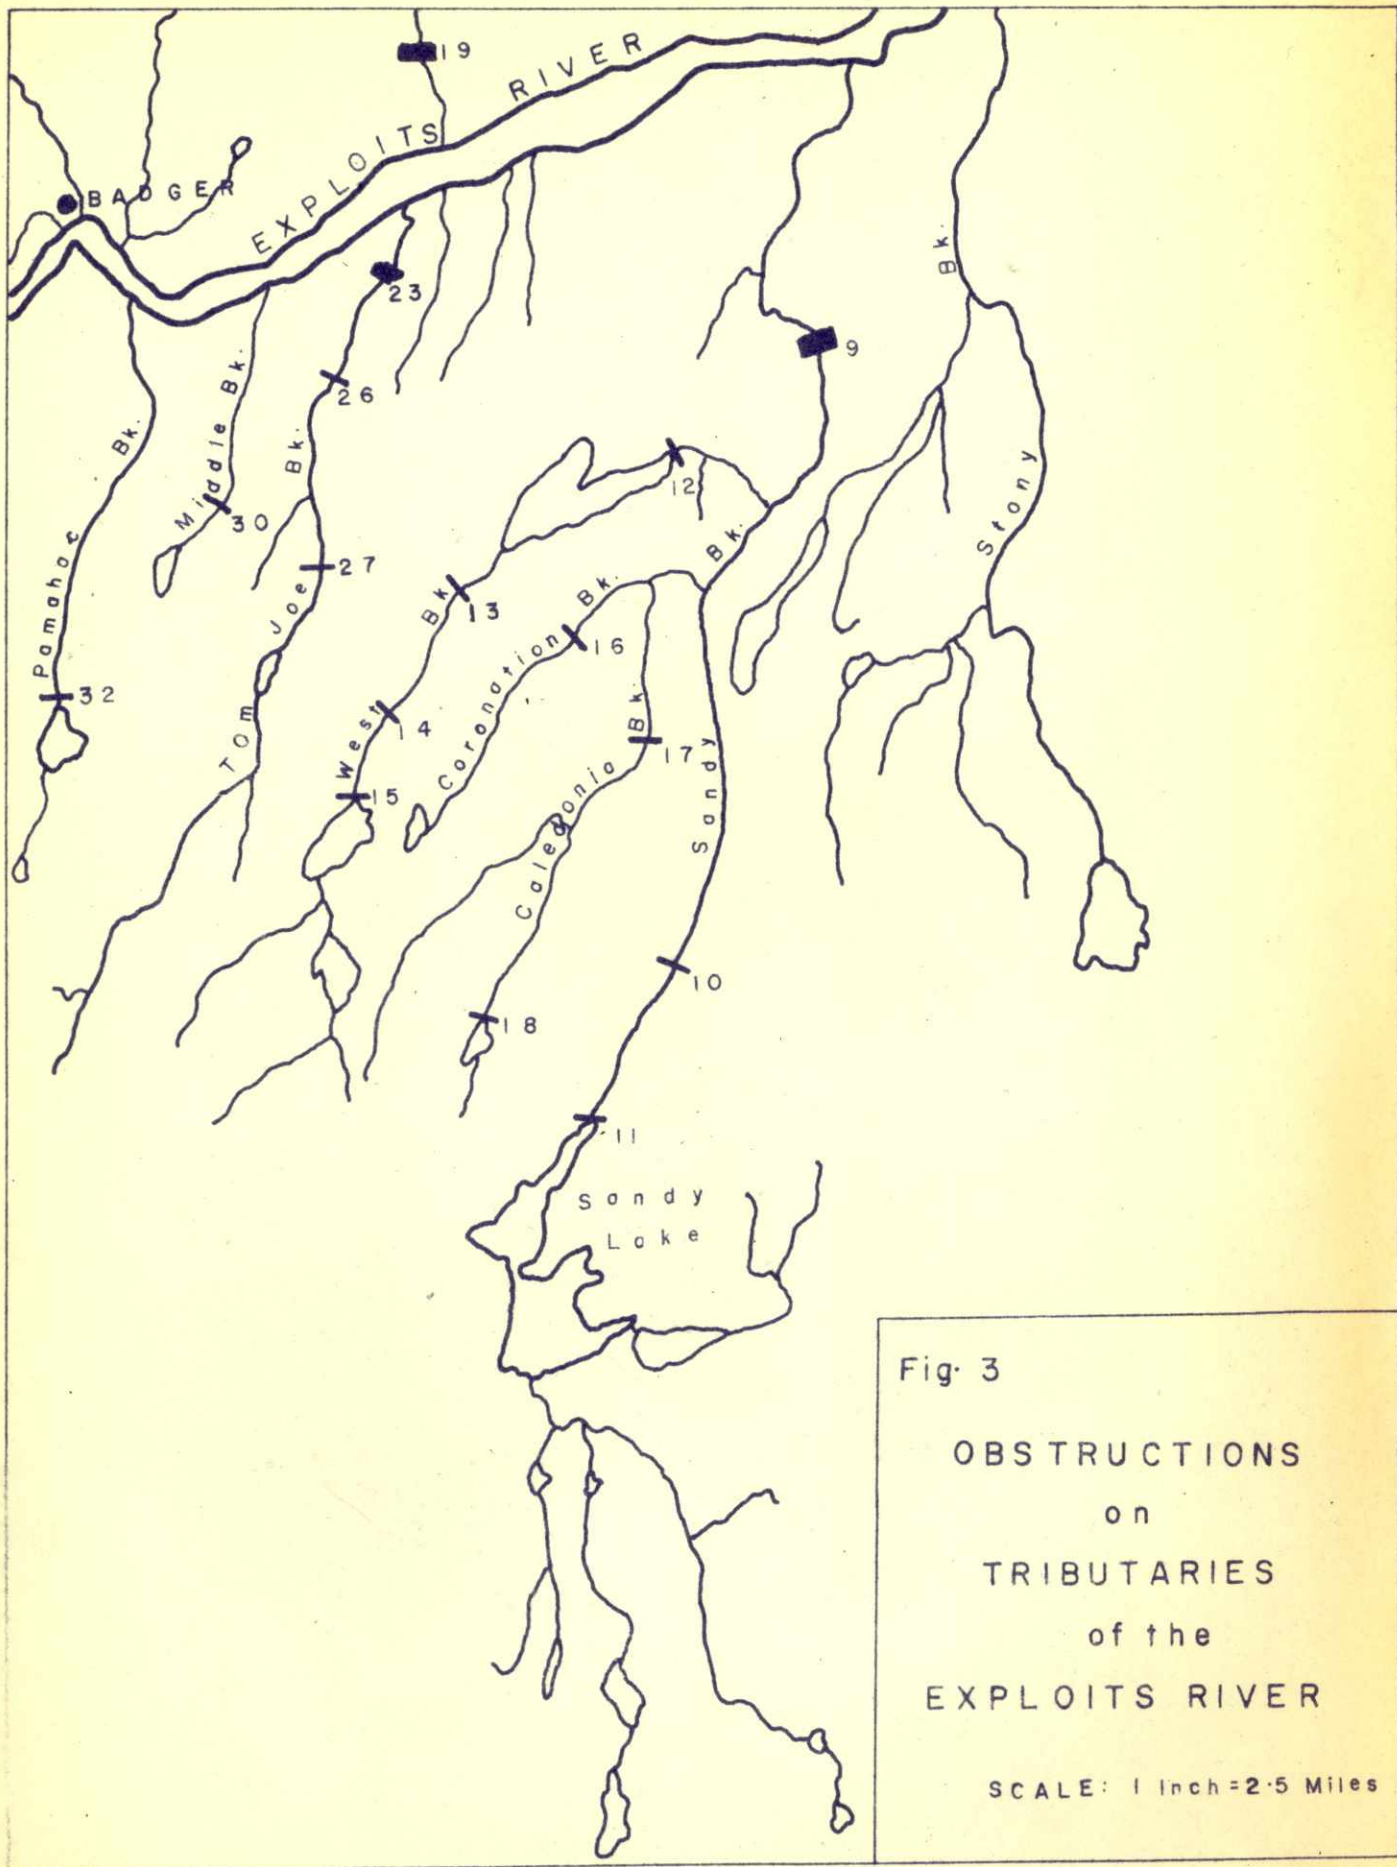 19
EXPLOITS RIVER
BADGER
23
Bk.
9
26
Middle Bk.
30
Pamahac Bk.
32
Tom Joe Bk.
27
12
Stony
West Bk.
13
14
15
Coronation Bk.
16
Bk.
Sandy
Caledonia Bk.
17
18
10
11
Sandy
Lake
Fig. 3
OBSTRUCTIONS
on
TRIBUTARIES
of the
EXPLOITS RIVER
SCALE: 1 Inch = 2.5 Miles